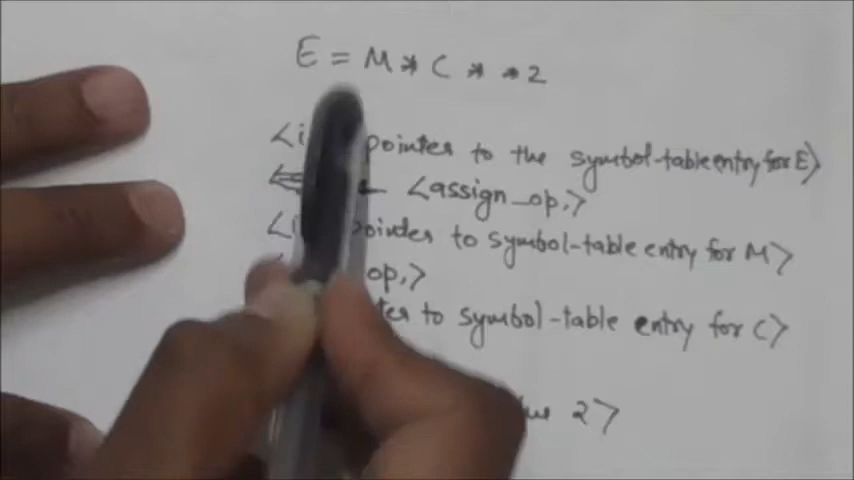 E = M * C * * 2
pointer to the symbol-table entry for E>
<assign_op,>
pointer to symbol-table entry for M>
op,>
to symbol-table entry for C>
2>